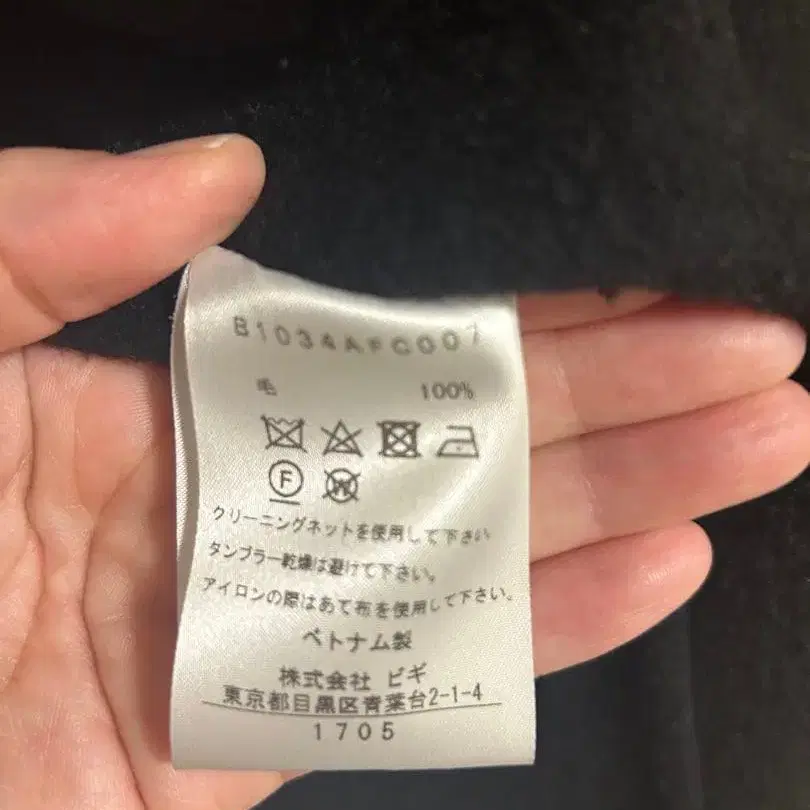 B1034AFC007
毛 100%
F W
クリーニングネットを使用して下さい
タンブラー乾燥は避けて下さい。
アイロンの際はあて布を使用して下さい。
ベトナム製
株式会社 ビギ
東京都目黒区青葉台2-1-4
1705